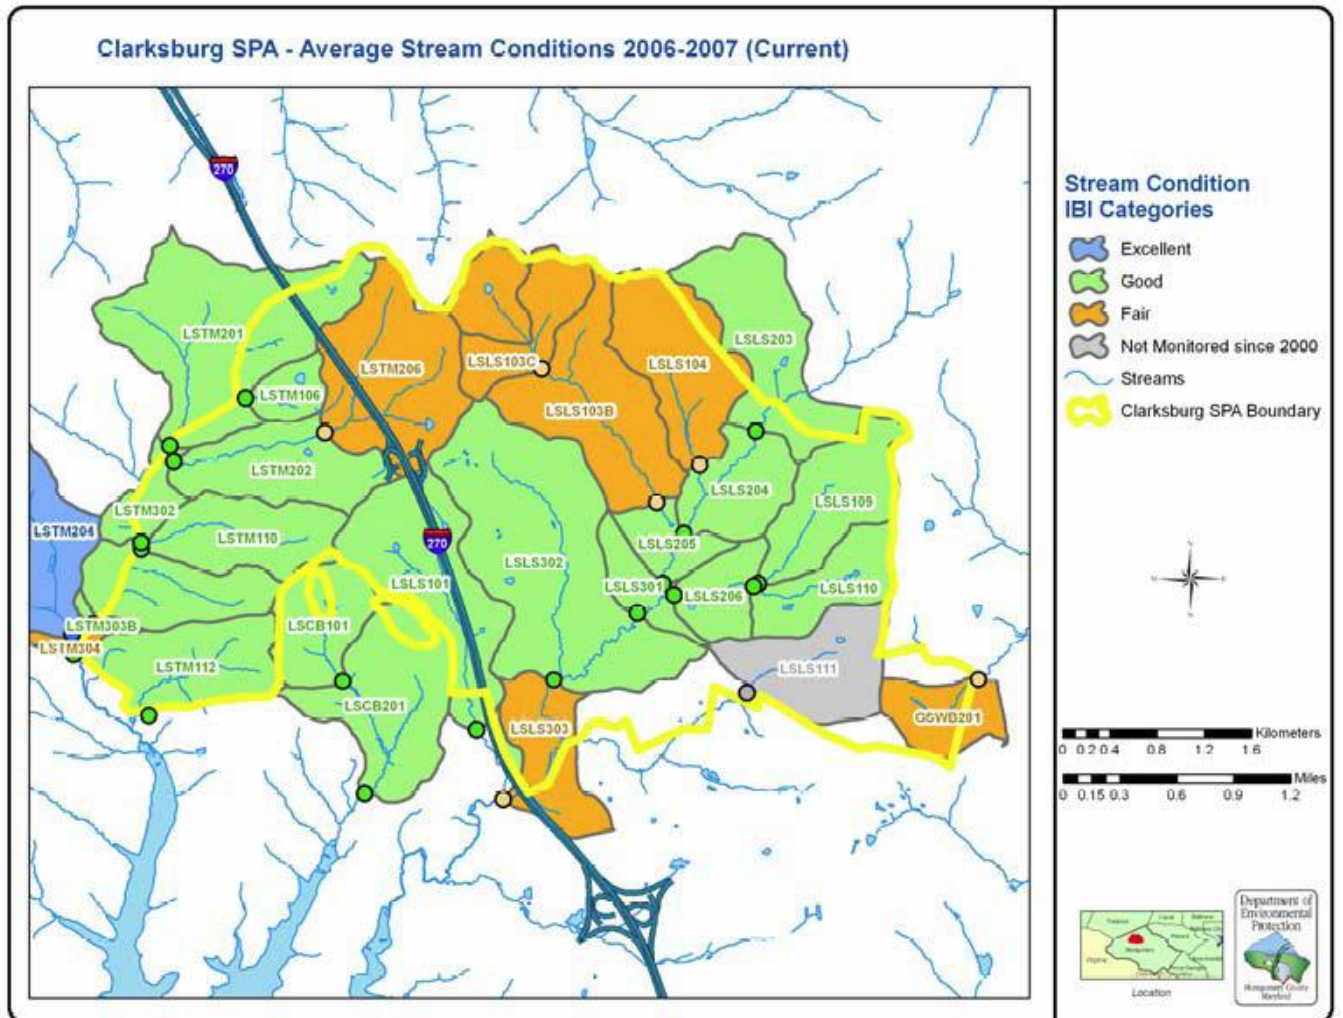 Clarksburg SPA - Average Stream Conditions 2006-2007 (Current)
270
LSTM201
LSLS203
LSTM206
LSLS103C
LSLS104
LSTM106
LSLS103B
LSTM202
LSLS204
LSLS109
LSTM302
LSTM204
LSTM110
270
LSLS205
LSLS302
LSLS101
LSLS301
LSLS206
LSLS110
LSTM303B
LSCB101
LSTM304
LSTM112
LSLS111
LSCB201
LSLS303
GSWB201
Stream Condition
IBI Categories
Excellent
Good
Fair
Not Monitored since 2000
Streams
Clarksburg SPA Boundary
Kilometers
0 0.2 0.4 0.8 1.2 1.6
Miles
0 0.15 0.3 0.6 0.9 1.2
Location
Department of
Environmental
Protection
Montgomery County
Maryland